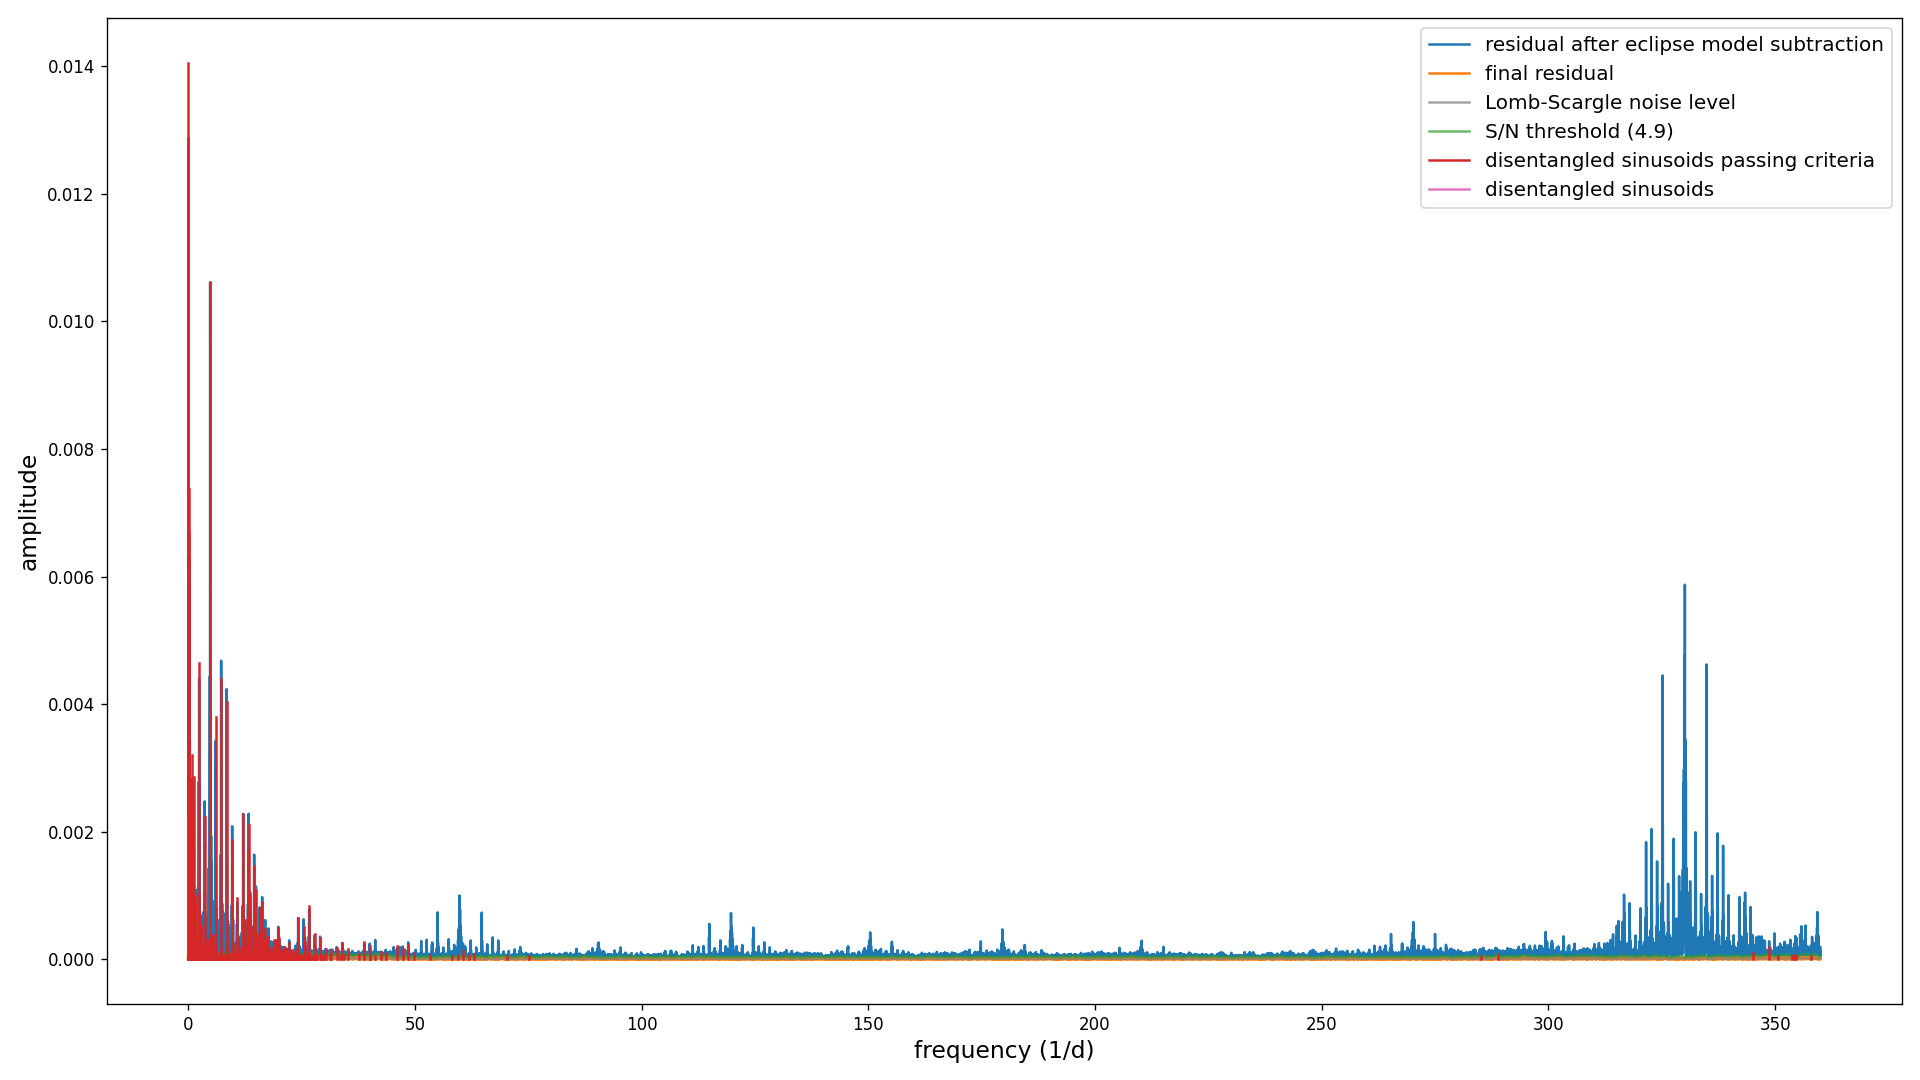 0.014
0.012
0.010
0.008
0.006
0.004
0.002
0.000
amplitude
0
50
100
150
200
250
300
350
frequency (1/d)
residual after eclipse model subtraction
final residual
Lomb-Scargle noise level
S/N threshold (4.9)
disentangled sinusoids passing criteria
disentangled sinusoids